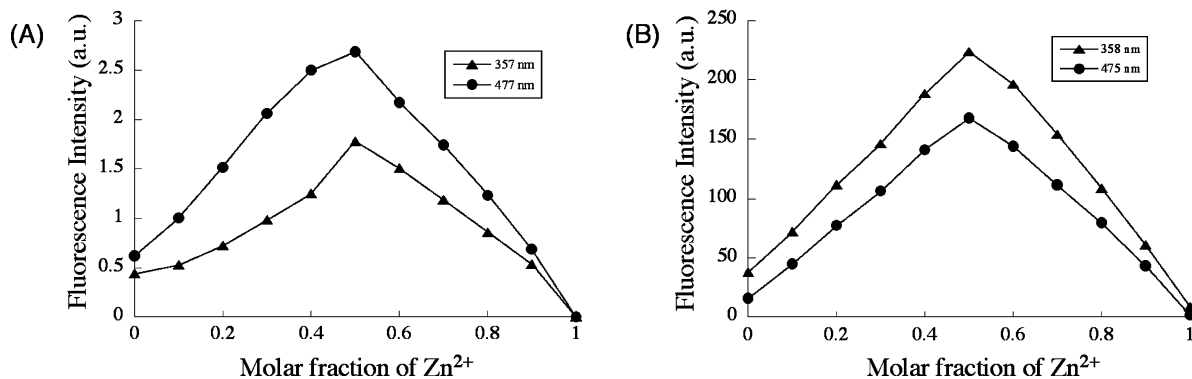 (A)
Fluorescence Intensity (a.u.)
3
2.5
2
1.5
1
0.5
0
357 nm
477 nm
0 0.2 0.4 0.6 0.8 1
Molar fraction of Zn²⁺
(B)
Fluorescence Intensity (a.u.)
250
200
150
100
50
0
358 nm
475 nm
0 0.2 0.4 0.6 0.8 1
Molar fraction of Zn²⁺